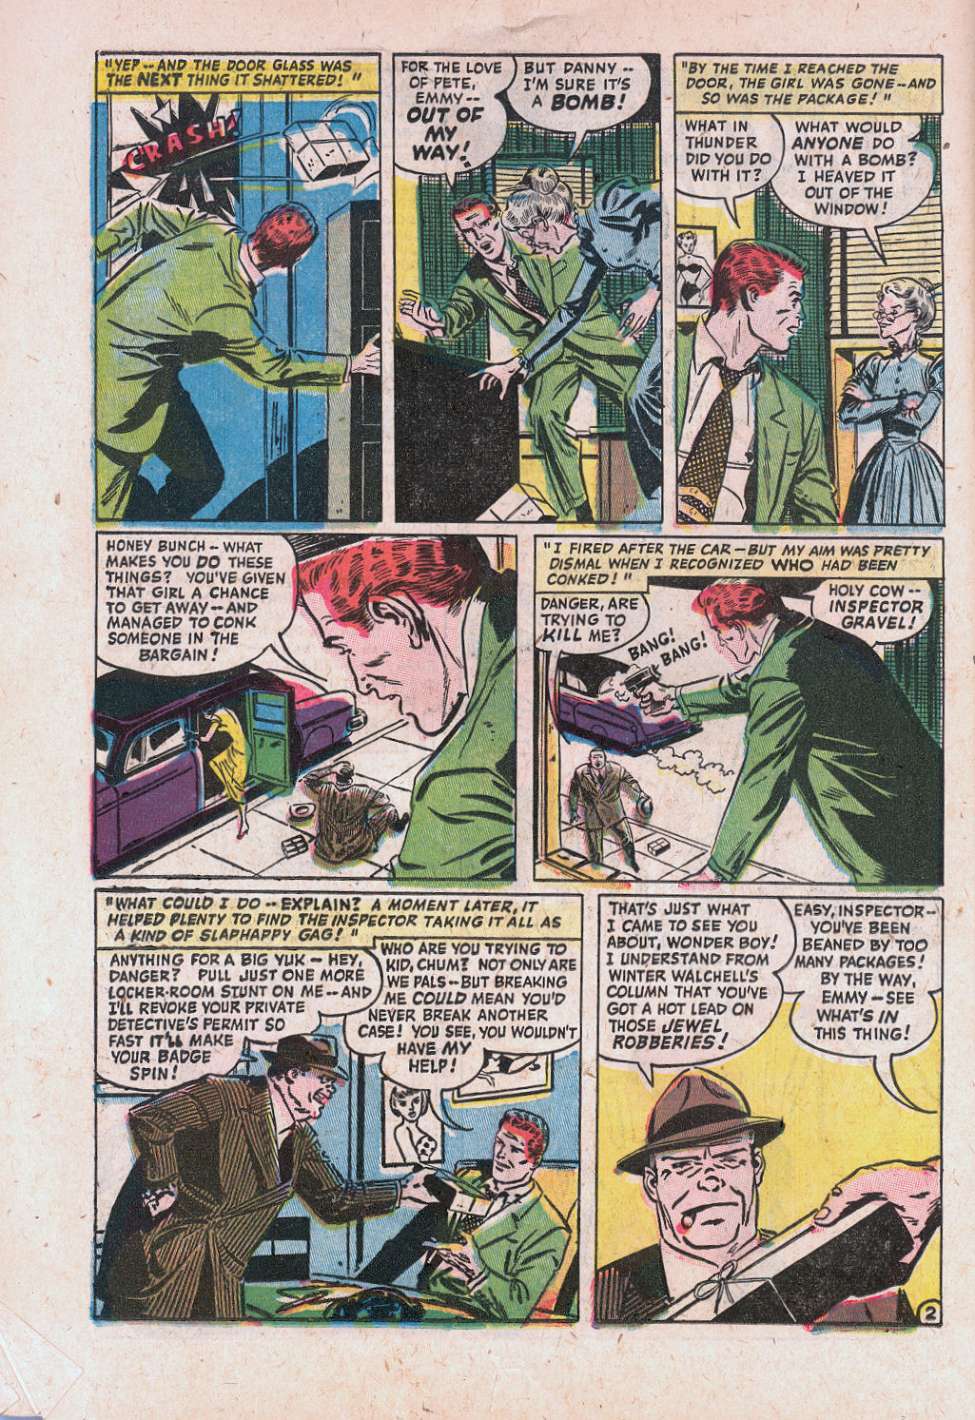 "YEP -- AND THE DOOR GLASS WAS
THE NEXT THING IT SHATTERED!"
CRASH!
FOR THE LOVE
OF PETE,
EMMY --
OUT OF
MY
WAY!
BUT DANNY --
I'M SURE IT'S
A BOMB!
"BY THE TIME I REACHED THE
DOOR, THE GIRL WAS GONE -- AND
SO WAS THE PACKAGE!"
WHAT IN
THUNDER
DID YOU DO
WITH IT?
WHAT WOULD
ANYONE DO
WITH A BOMB?
I HEAVED IT
OUT OF THE
WINDOW!
HONEY BUNCH -- WHAT
MAKES YOU DO THESE
THINGS? YOU'VE GIVEN
THAT GIRL A CHANCE
TO GET AWAY -- AND
MANAGED TO CONK
SOMEONE IN THE
BARGAIN!
"I FIRED AFTER THE CAR -- BUT MY AIM WAS PRETTY
DISMAL WHEN I RECOGNIZED WHO HAD BEEN
CONKED!"
DANGER, ARE
TRYING TO
KILL ME?
BANG!
BANG!
HOLY COW --
INSPECTOR
GRAVEL!
"WHAT COULD I DO -- EXPLAIN? A MOMENT LATER, IT
HELPED PLENTY TO FIND THE INSPECTOR TAKING IT ALL AS
A KIND OF SLAPHAPPY GAG!"
ANYTHING FOR A BIG YUK -- HEY,
DANGER? PULL JUST ONE MORE
LOCKER-ROOM STUNT ON ME -- AND
I'LL REVOKE YOUR PRIVATE
DETECTIVE'S PERMIT SO
FAST IT'LL MAKE
YOUR BADGE
SPIN!
WHO ARE YOU TRYING TO
KID, CHUM? NOT ONLY ARE
WE PALS -- BUT BREAKING
ME COULD MEAN YOU'D
NEVER BREAK ANOTHER
CASE! YOU SEE, YOU WOULDN'T
HAVE MY
HELP!
THAT'S JUST WHAT
I CAME TO SEE YOU
ABOUT, WONDER BOY!
I UNDERSTAND FROM
WINTER WALCHELL'S
COLUMN THAT YOU'VE
GOT A HOT LEAD ON
THOSE JEWEL
ROBBERIES!
EASY, INSPECTOR --
YOU'VE BEEN
BEANED BY TOO
MANY PACKAGES!
BY THE WAY,
EMMY -- SEE
WHAT'S IN
THIS THING!
2